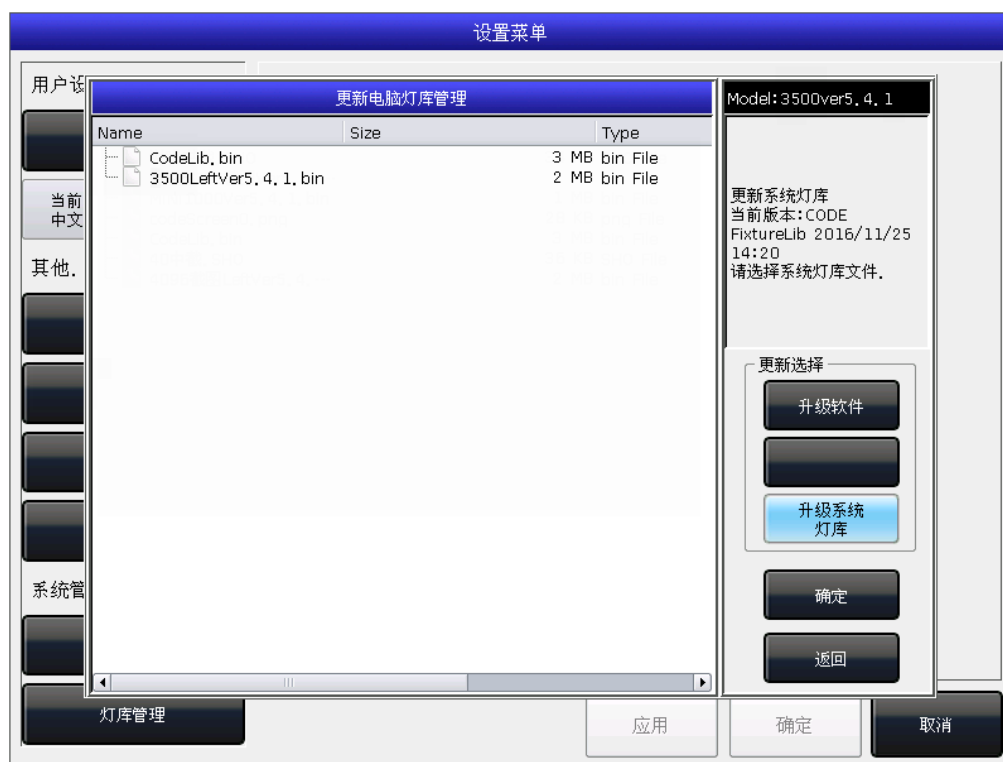 设置菜单
用户设
更新电脑灯库管理
Model:3500ver5.4.1
Name Size Type
CodeLib.bin 3 MB bin File
3500LeftVer5.4.1.bin 2 MB bin File
当前
中文
更新系统灯库
当前版本:CODE
FixtureLib 2016/11/25
14:20
请选择系统灯库文件.
其他.
更新选择
升级软件
升级系统
灯库
系统管
确定
返回
灯库管理
应用
确定
取消